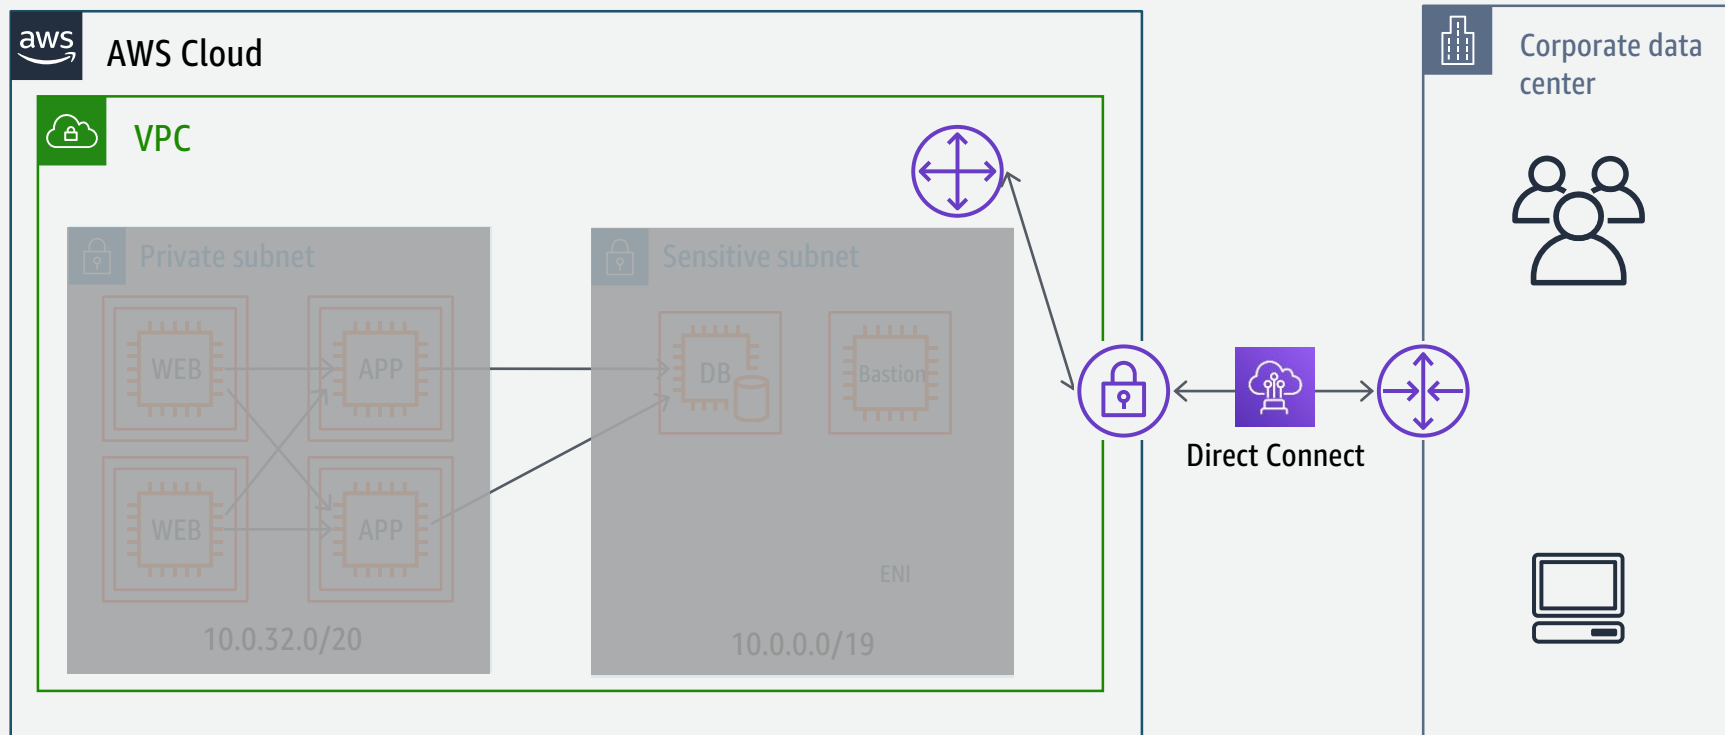 aws
AWS Cloud
Corporate data
center
VPC
Private subnet
Sensitive subnet
WEB
APP
DB
Bastion
Direct Connect
WEB
APP
ENI
10.0.32.0/20
10.0.0.0/19